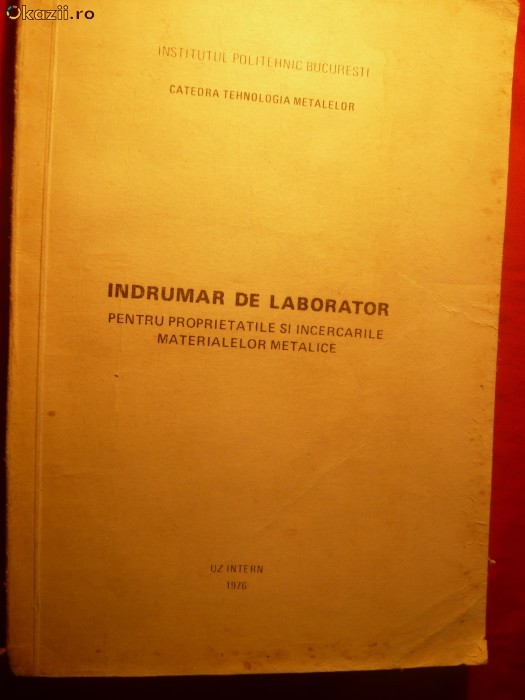 Okazii.ro
INSTITUTUL POLITEHNIC BUCURESTI
CATEDRA TEHNOLOGIA METALELOR
INDRUMAR DE LABORATOR
PENTRU PROPRIETATILE SI INCERCARILE
MATERIALELOR METALICE
UZ INTERN
1976